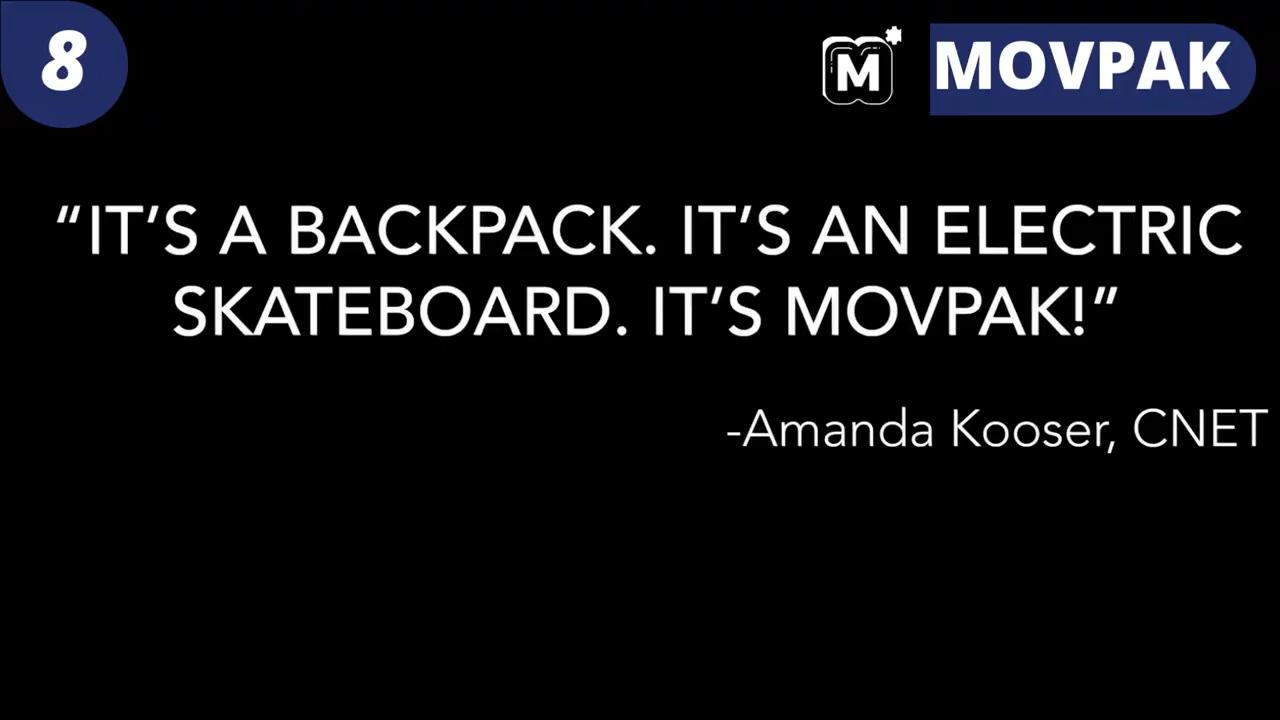 8
M
MOVPAK
“IT’S A BACKPACK. IT’S AN ELECTRIC
SKATEBOARD. IT’S MOVPAK!”
-Amanda Kooser, CNET